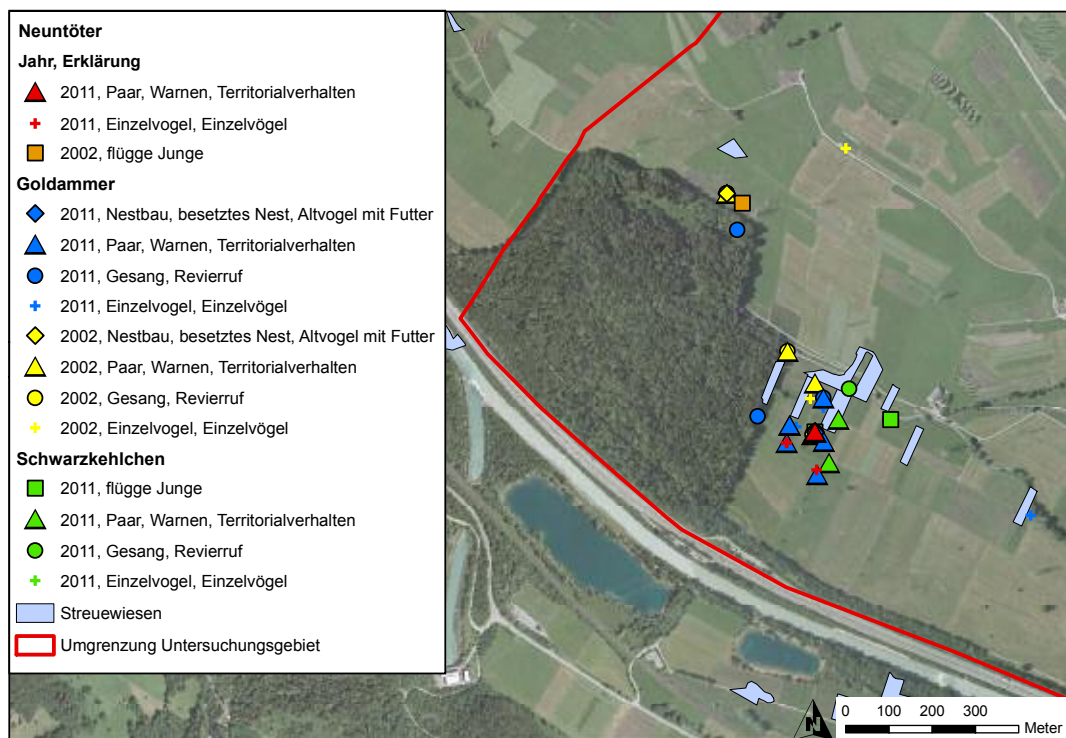 Neuntöter
Jahr, Erklärung
2011, Paar, Warnen, Territorialverhalten
2011, Einzelvogel, Einzelvögel
2002, flügge Junge
Goldammer
2011, Nestbau, besetztes Nest, Altvogel mit Futter
2011, Paar, Warnen, Territorialverhalten
2011, Gesang, Revierruf
2011, Einzelvogel, Einzelvögel
2002, Nestbau, besetztes Nest, Altvogel mit Futter
2002, Paar, Warnen, Territorialverhalten
2002, Gesang, Revierruf
2002, Einzelvogel, Einzelvögel
Schwarzkehlchen
2011, flügge Junge
2011, Paar, Warnen, Territorialverhalten
2011, Gesang, Revierruf
2011, Einzelvogel, Einzelvögel
Streuewiesen
Umgrenzung Untersuchungsgebiet
N
0 100 200 300
Meter